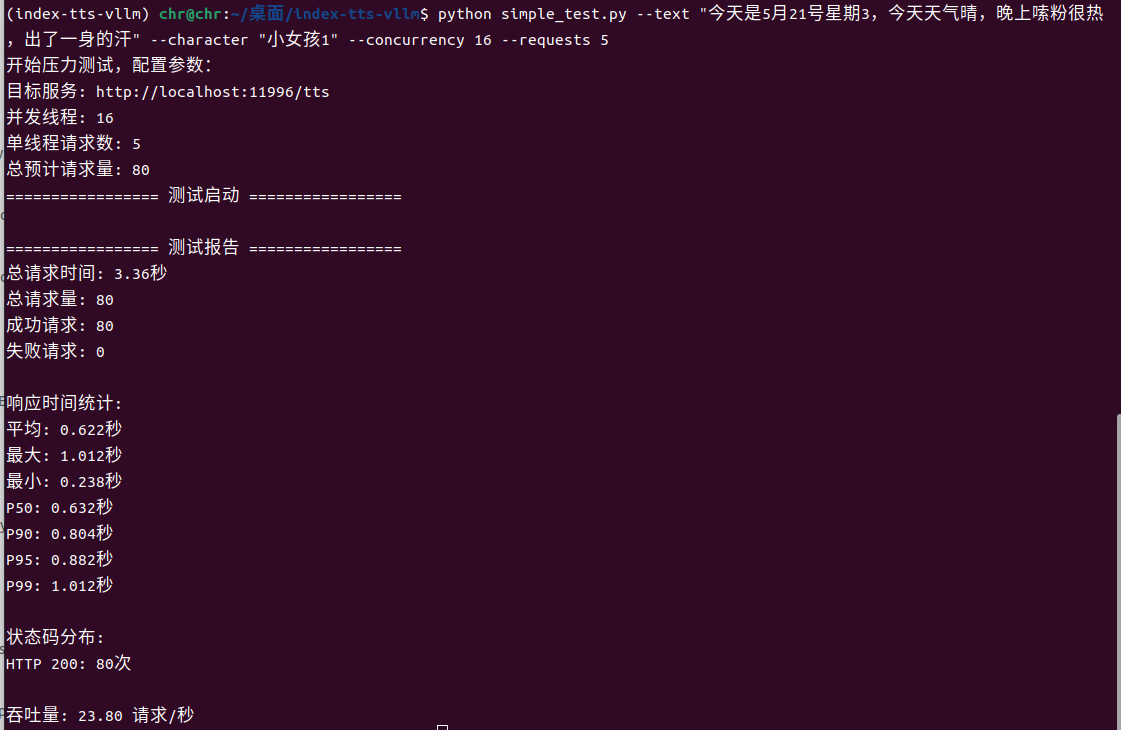 (index-tts-vllm) chr@chr:~/桌面/index-tts-vllm$ python simple_test.py --text "今天是5月21号星期3，今天天气晴，晚上嗦粉很热
，出了一身的汗" --character "小女孩1" --concurrency 16 --requests 5
开始压力测试，配置参数：
目标服务: http://localhost:11996/tts
并发线程: 16
单线程请求数: 5
总预计请求量: 80
================= 测试启动 =================
================= 测试报告 =================
总请求时间: 3.36秒
总请求量: 80
成功请求: 80
失败请求: 0
响应时间统计:
平均: 0.622秒
最大: 1.012秒
最小: 0.238秒
P50: 0.632秒
P90: 0.804秒
P95: 0.882秒
P99: 1.012秒
状态码分布:
HTTP 200: 80次
吞吐量: 23.80 请求/秒